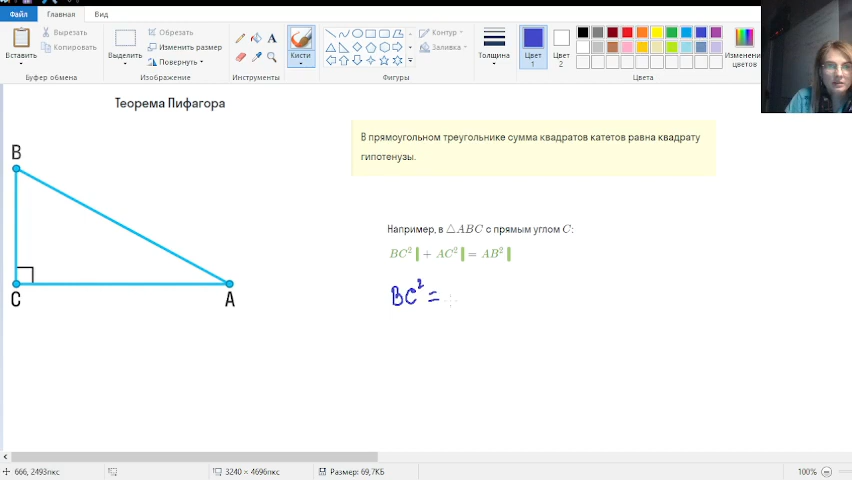 Файл
Главная
Вид
Вставить
Вырезать
Копировать
Буфер обмена
Выделить
Обрезать
Изменить размер
Повернуть
Изображение
Инструменты
Кисти
Контур
Заливка
Фигуры
Толщина
Цвет 1
Цвет 2
Цвета
Изменение цветов
Теорема Пифагора
В прямоугольном треугольнике сумма квадратов катетов равна квадрату
гипотенузы.
B
C
A
Например, в △ABC с прямым углом C:
BC² + AC² = AB²
BC² =
666, 2493пкс
3240 × 4696пкс
Размер: 69,7КБ
100%